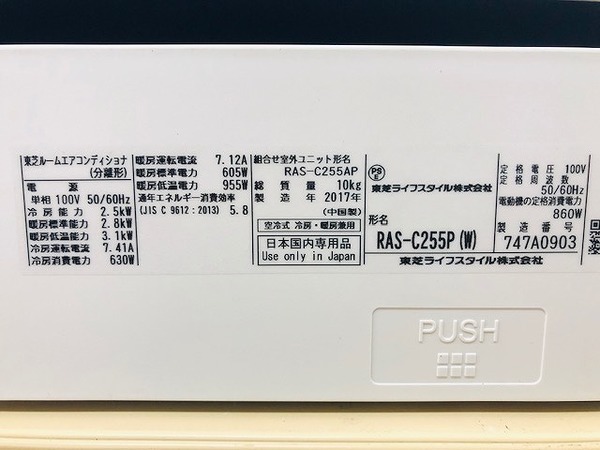 東芝ルームエアコンディショナ
(分離形)
電 源
単相 100V 50/60Hz
冷房能力 2.5kW
暖房標準能力 2.8kW
暖房低温能力 3.1kW
冷房運転電流 7.41A
冷房消費電力 630W
暖房運転電流 7.12A
暖房標準電力 605W
暖房低温電力 955W
通年エネルギー消費効率
(JIS C 9612:2013) 5.8
組合せ室外ユニット形名
RAS-C255AP
総質量 10kg
製造年 2017年
(中国製)
空冷式 冷房・暖房兼用
日本国内専用品
Use only in Japan
PS
E
東芝ライフスタイル株式会社
形名
RAS-C255P(W)
定格電圧 100V
定格周波数
50/60Hz
電動機の定格消費電力
860W
製造番号
747A0903
東芝ライフスタイル株式会社
PUSH